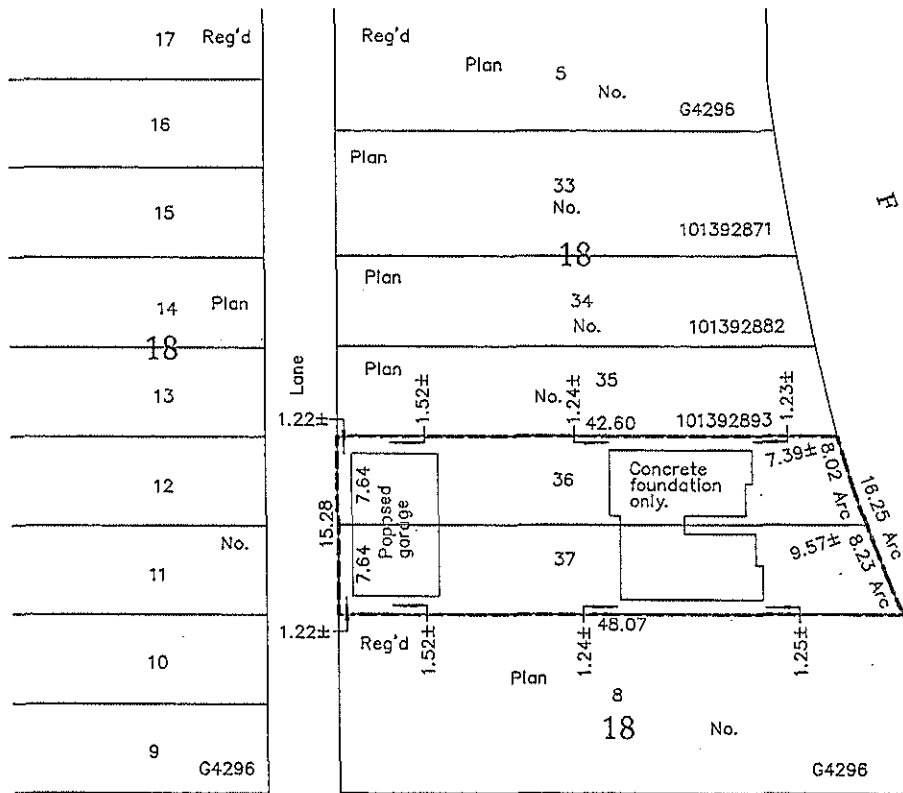 17 Reg'd
16
15
14 Plan
18
13
12
11 No.
10
9 G4296
Lane
Reg'd
Plan 5 No.
G4296
Plan
33
No.
101392871
18
Plan
34
No.
101392882
Plan
35
No.
101392893
F
1.22±
1.52±
1.24±
42.60
1.23±
7.39±
8.02 Arc
16.25 Arc
15.28
7.64
7.64
Popposed
garage
36
Concrete
foundation
only.
37
9.57±
8.23 Arc
1.22±
Reg'd
1.52±
1.24±
48.07
1.25±
Plan
8
18 No.
G4296